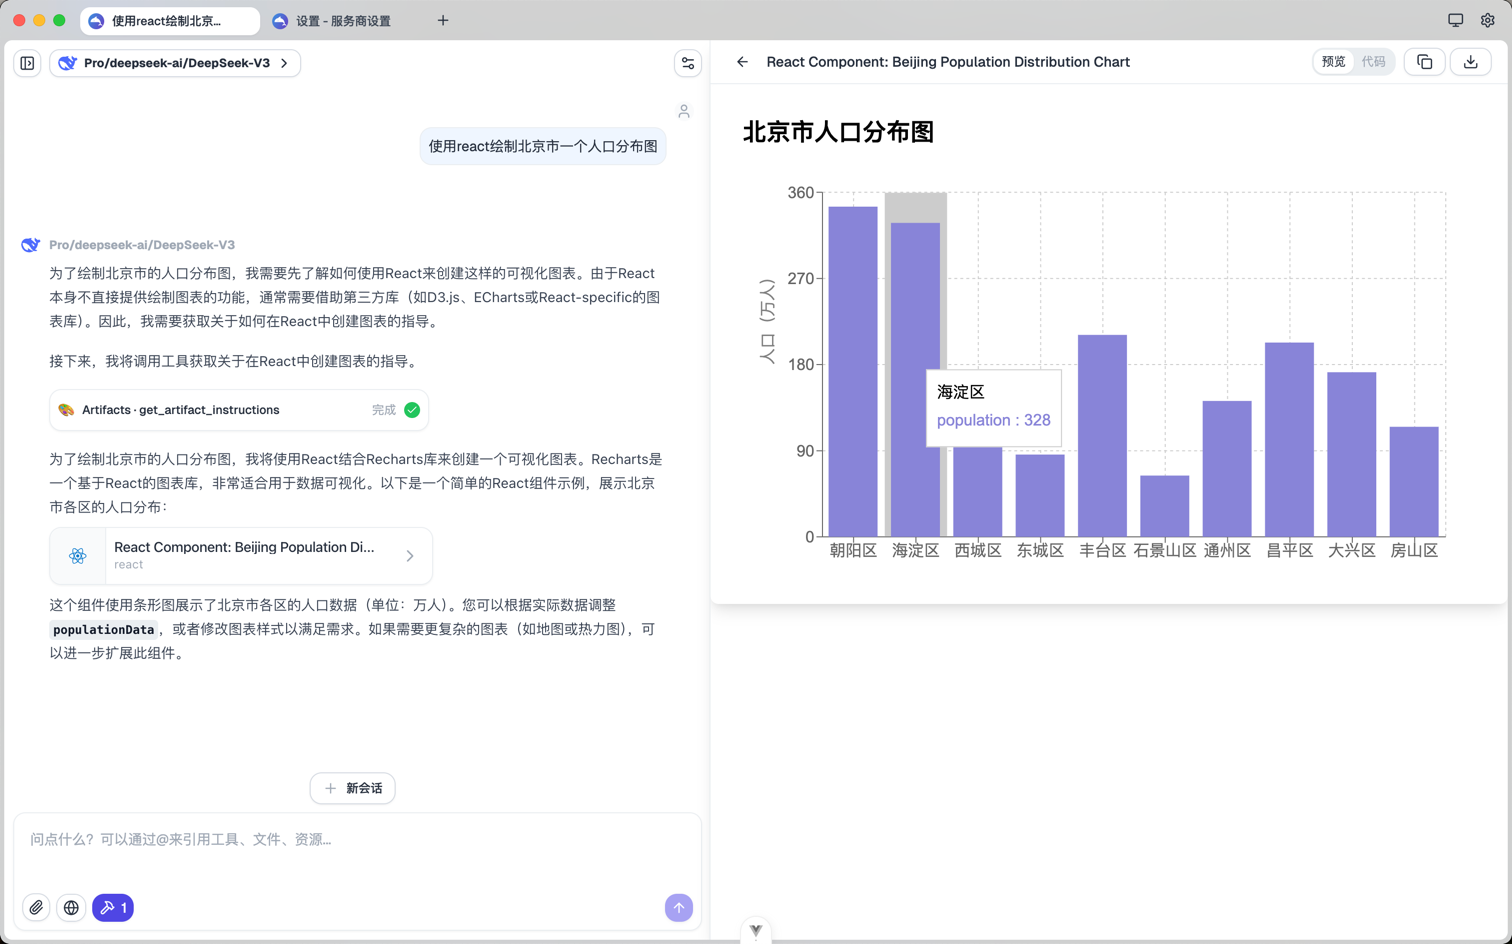 使用react绘制北京...
设置 - 服务商设置
Pro/deepseek-ai/DeepSeek-V3
使用react绘制北京市一个人口分布图
Pro/deepseek-ai/DeepSeek-V3
为了绘制北京市的人口分布图，我需要先了解如何使用React来创建这样的可视化图表。由于React
本身不直接提供绘制图表的功能，通常需要借助第三方库（如D3.js、ECharts或React-specific的图
表库）。因此，我需要获取关于如何在React中创建图表的指导。
接下来，我将调用工具获取关于在React中创建图表的指导。
Artifacts · get_artifact_instructions
完成
为了绘制北京市的人口分布图，我将使用React结合Recharts库来创建一个可视化图表。Recharts是
一个基于React的图表库，非常适合用于数据可视化。以下是一个简单的React组件示例，展示北京
市各区的人口分布：
React Component: Beijing Population Di...
react
这个组件使用条形图展示了北京市各区的人口数据（单位：万人）。您可以根据实际数据调整
populationData，或者修改图表样式以满足需求。如果需要更复杂的图表（如地图或热力图），可
以进一步扩展此组件。
新会话
问点什么？可以通过@来引用工具、文件、资源...
1
React Component: Beijing Population Distribution Chart
预览
代码
北京市人口分布图
人口（万人）
360
270
180
90
0
海淀区
population : 328
朝阳区
海淀区
西城区
东城区
丰台区
石景山区
通州区
昌平区
大兴区
房山区